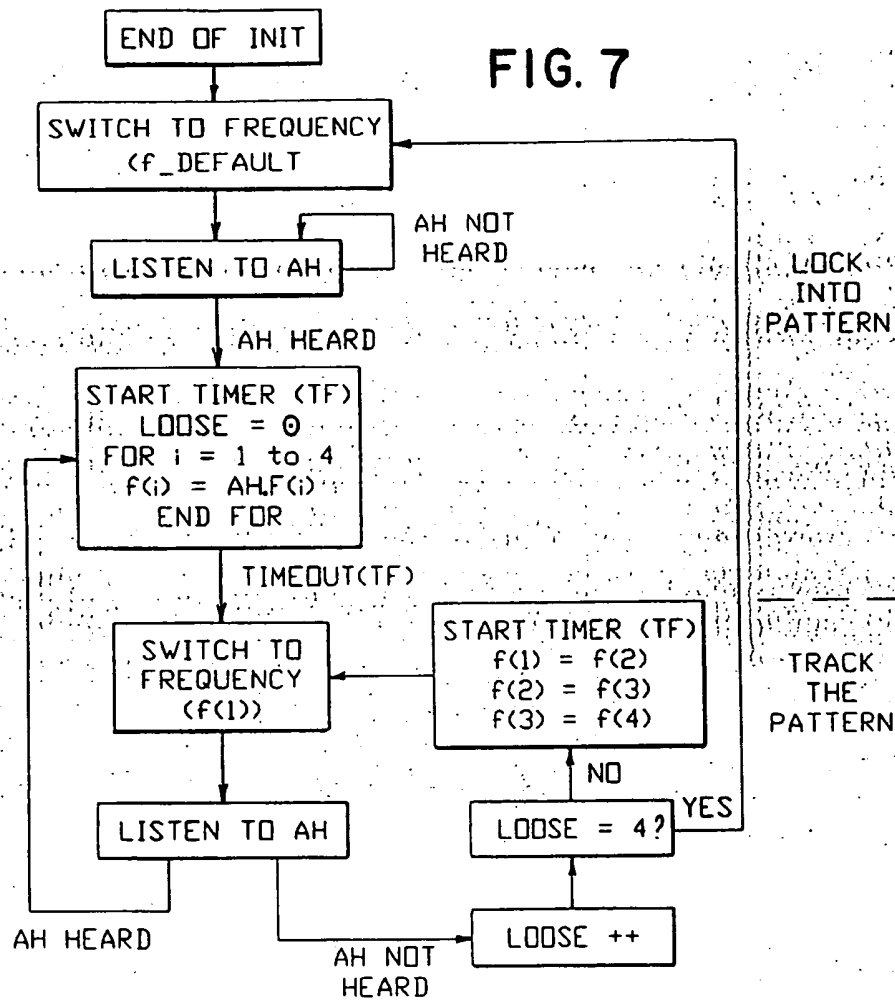 END OF INIT
FIG. 7
SWITCH TO FREQUENCY
(f_DEFAULT
AH NOT
HEARD
LISTEN TO AH
LOCK
INTO
PATTERN
AH HEARD
START TIMER (TF)
LOOSE = 0
FOR i = 1 to 4
f(i) = AH.F(i)
END FOR
TIMEOUT(TF)
SWITCH TO
FREQUENCY
(f(1))
START TIMER (TF)
f(1) = f(2)
f(2) = f(3)
f(3) = f(4)
TRACK
THE
PATTERN
NO
LISTEN TO AH
LOOSE = 4?
YES
AH HEARD
AH NOT
HEARD
LOOSE ++